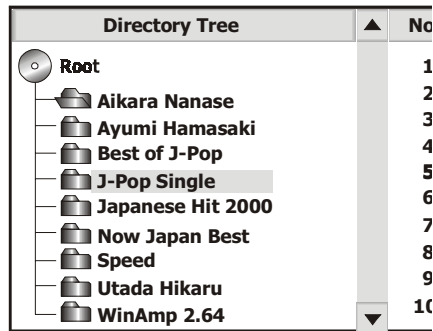 Directory Tree
No
Root
Aikara Nanase
Ayumi Hamasaki
Best of J-Pop
J-Pop Single
Japanese Hit 2000
Now Japan Best
Speed
Utada Hikaru
WinAmp 2.64
1
2
3
4
5
6
7
8
9
10